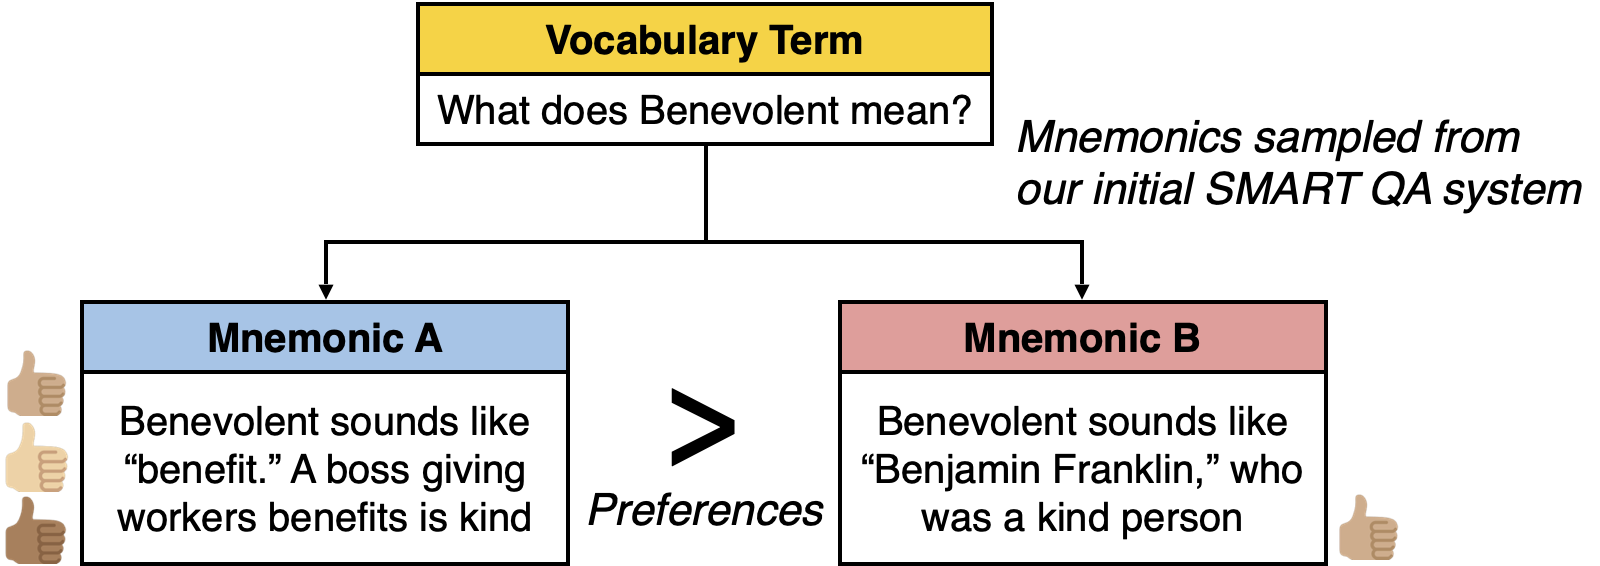 Vocabulary Term
What does Benevolent mean?
Mnemonics sampled from
our initial SMART QA system
Mnemonic A
Benevolent sounds like
“benefit.” A boss giving
workers benefits is kind
>
Preferences
Mnemonic B
Benevolent sounds like
“Benjamin Franklin,” who
was a kind person